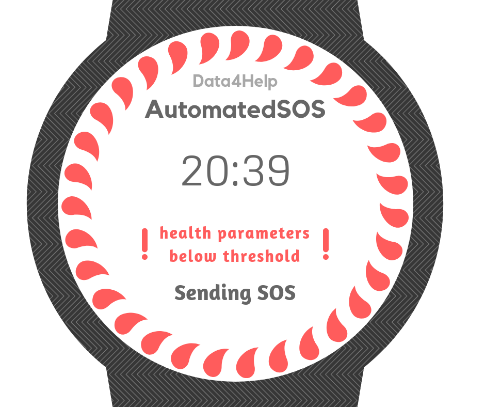 Data4Help
AutomatedSOS
20:39
! health parameters !
below threshold
Sending SOS